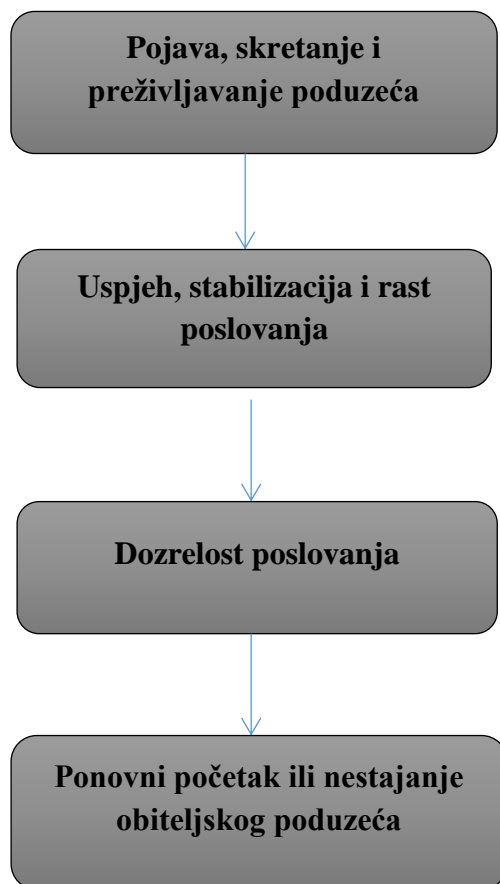 Pojava, skretanje i
preživljavanje poduzeća
Uspjeh, stabilizacija i rast
poslovanja
Dozrelost poslovanja
Ponovni početak ili nestajanje
obiteljskog poduzeća